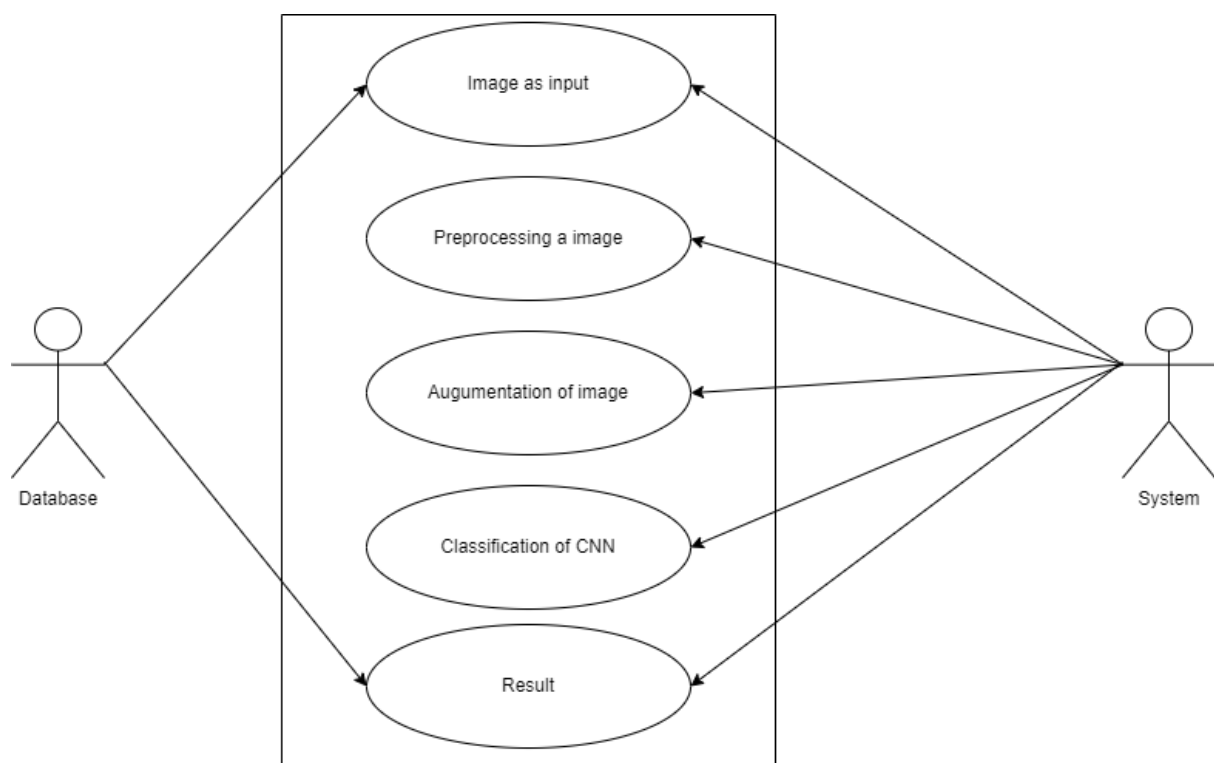 Image as input
Preprocessing a image
Augumentation of image
Database
System
Classification of CNN
Result